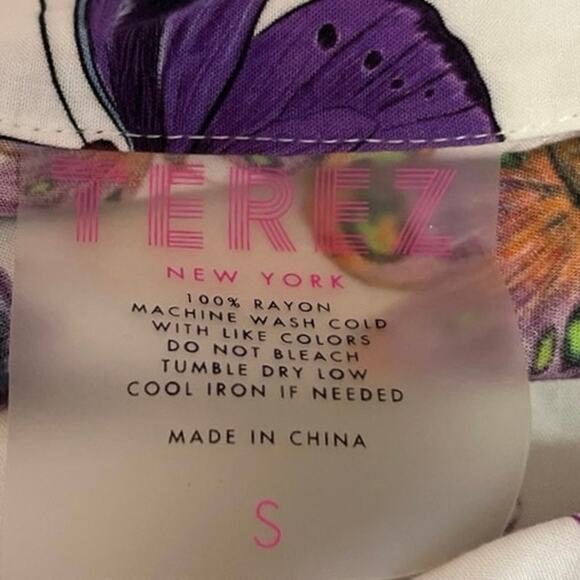 TEREZ
NEW YORK
100% RAYON
MACHINE WASH COLD
WITH LIKE COLORS
DO NOT BLEACH
TUMBLE DRY LOW
COOL IRON IF NEEDED
MADE IN CHINA
S